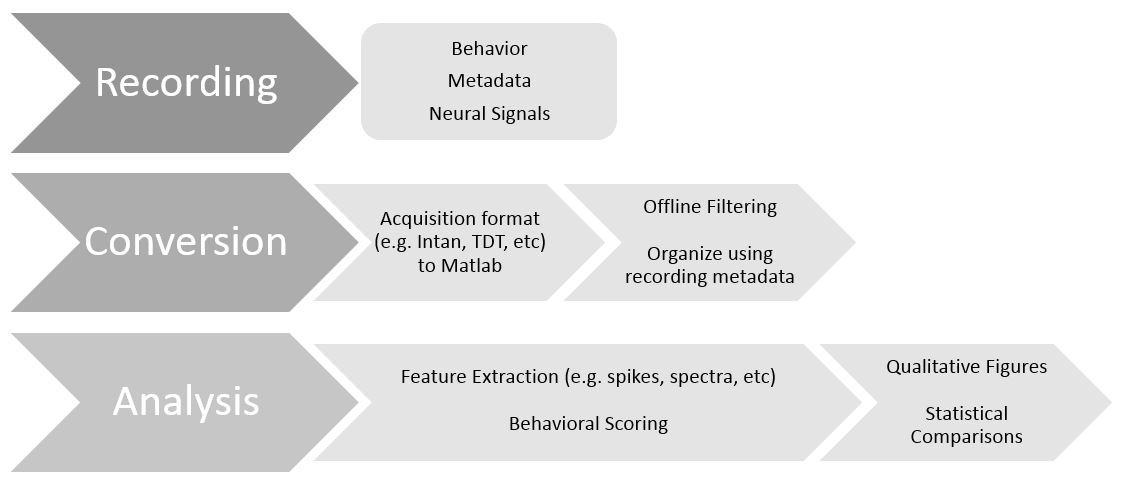 Recording
Behavior
Metadata
Neural Signals
Conversion
Acquisition format
(e.g. Intan, TDT, etc)
to Matlab
Offline Filtering
Organize using
recording metadata
Analysis
Feature Extraction (e.g. spikes, spectra, etc)
Behavioral Scoring
Qualitative Figures
Statistical
Comparisons